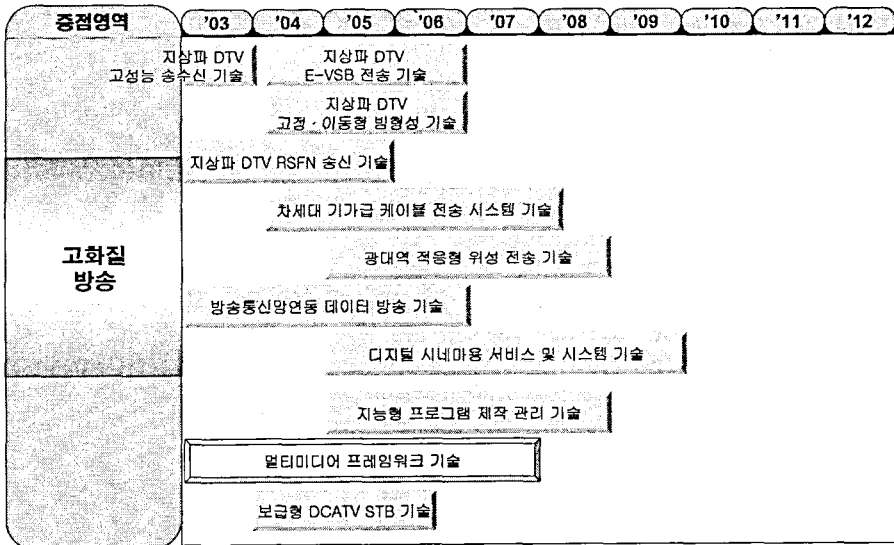 중점영역 '03 '04 '05 '06 '07 '08 '09 '10 '11 '12
지상파 DTV
고성능 송수신 기술
지상파 DTV
E-VSB 전송 기술
지상파 DTV
고정·이동형 빔형성 기술
지상파 DTV RSFN 송신 기술
차세대 기가급 케이블 전송 시스템 기술
고화질
방송
광대역 적응형 위성 전송 기술
방송통신망연동 데이터 방송 기술
디지털 시네마용 서비스 및 시스템 기술
지능형 프로그램 제작 관리 기술
멀티미디어 프레임워크 기술
보급형 DCATV STB 기술